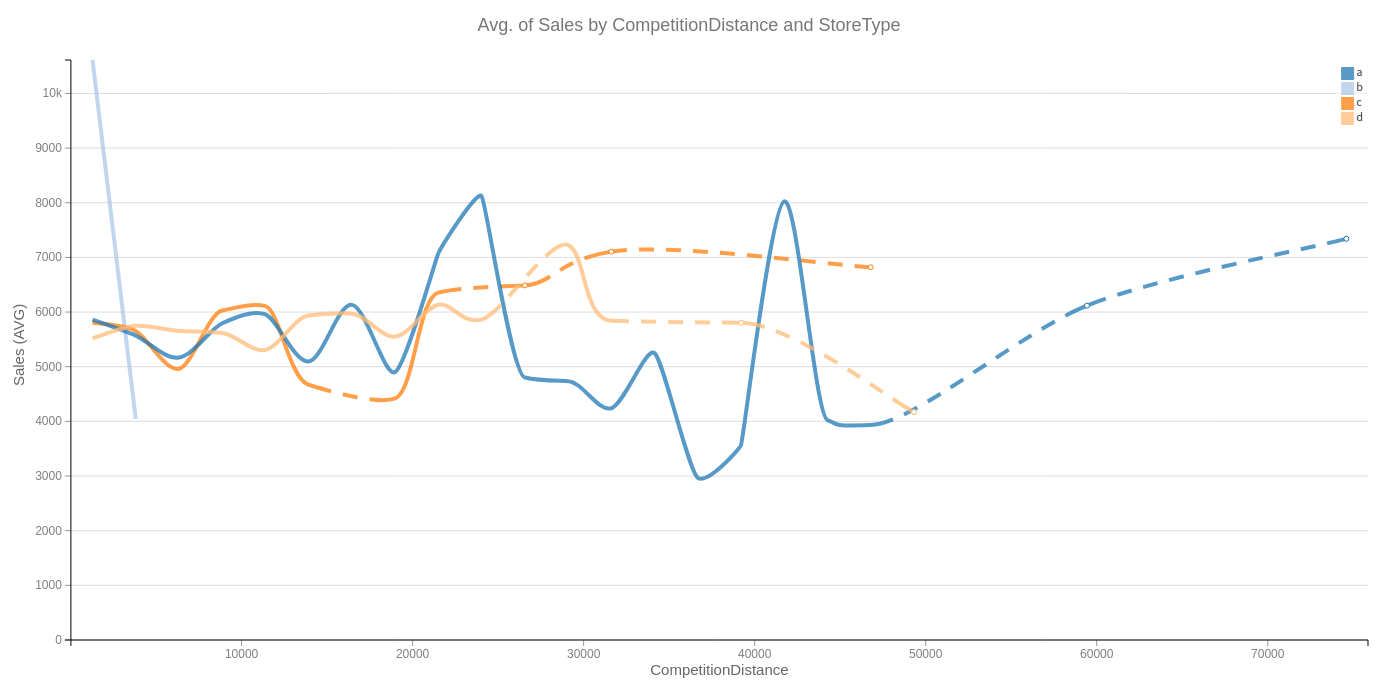 Avg. of Sales by CompetitionDistance and StoreType
a
b
c
d
Sales (AVG)
10k
9000
8000
7000
6000
5000
4000
3000
2000
1000
0
10000 20000 30000 40000 50000 60000 70000
CompetitionDistance